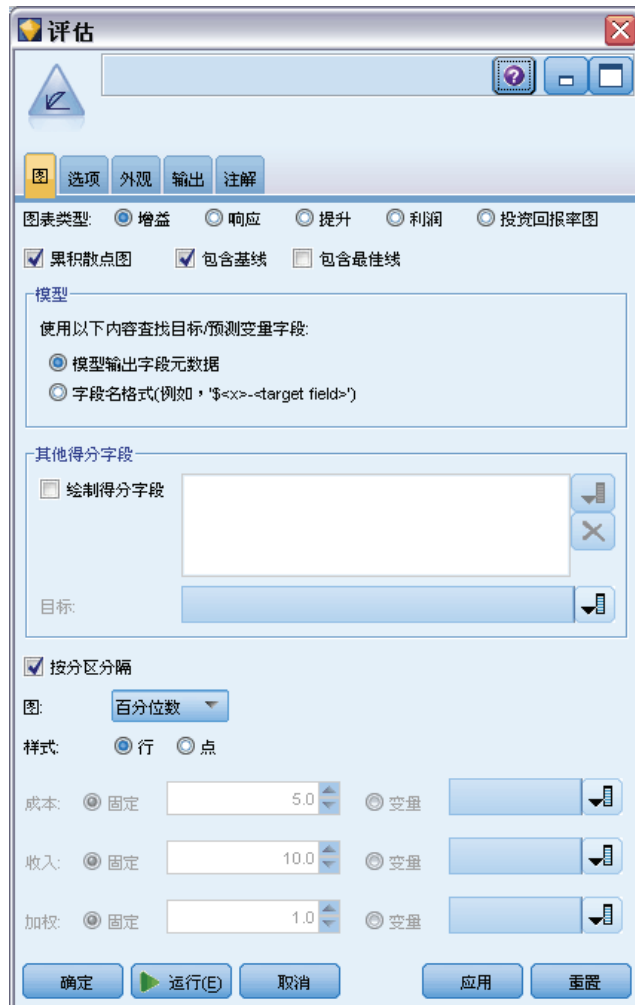 评估
图 选项 外观 输出 注解
图表类型: 增益 响应 提升 利润 投资回报率图
累积散点图 包含基线 包含最佳线
模型
使用以下内容查找目标/预测变量字段:
模型输出字段元数据
字段名格式(例如，'$<x>-<target field>')
其他得分字段
绘制得分字段
目标:
按分区分隔
图: 百分位数
样式: 行 点
成本: 固定 5.0 变量
收入: 固定 10.0 变量
加权: 固定 1.0 变量
确定 运行(E) 取消 应用 重置